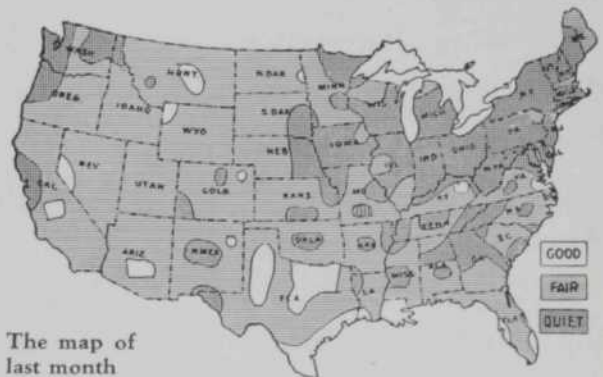 WASH
MONT
N.DAK
MINN
OREG
IDAHO
S.DAK
WIS
MICH
N.Y.
ME
WYO
NEB
IOWA
ILL
IND
OHIO
PA
NEV
UTAH
COLO
KANS
MO
KY
VA
CAL
ARIZ
N.MEX
OKLA
ARK
TENN
N.C.
S.C.
TEX
LA
MISS
ALA
GA
FLA
GOOD
FAIR
QUIET
The map of
last month